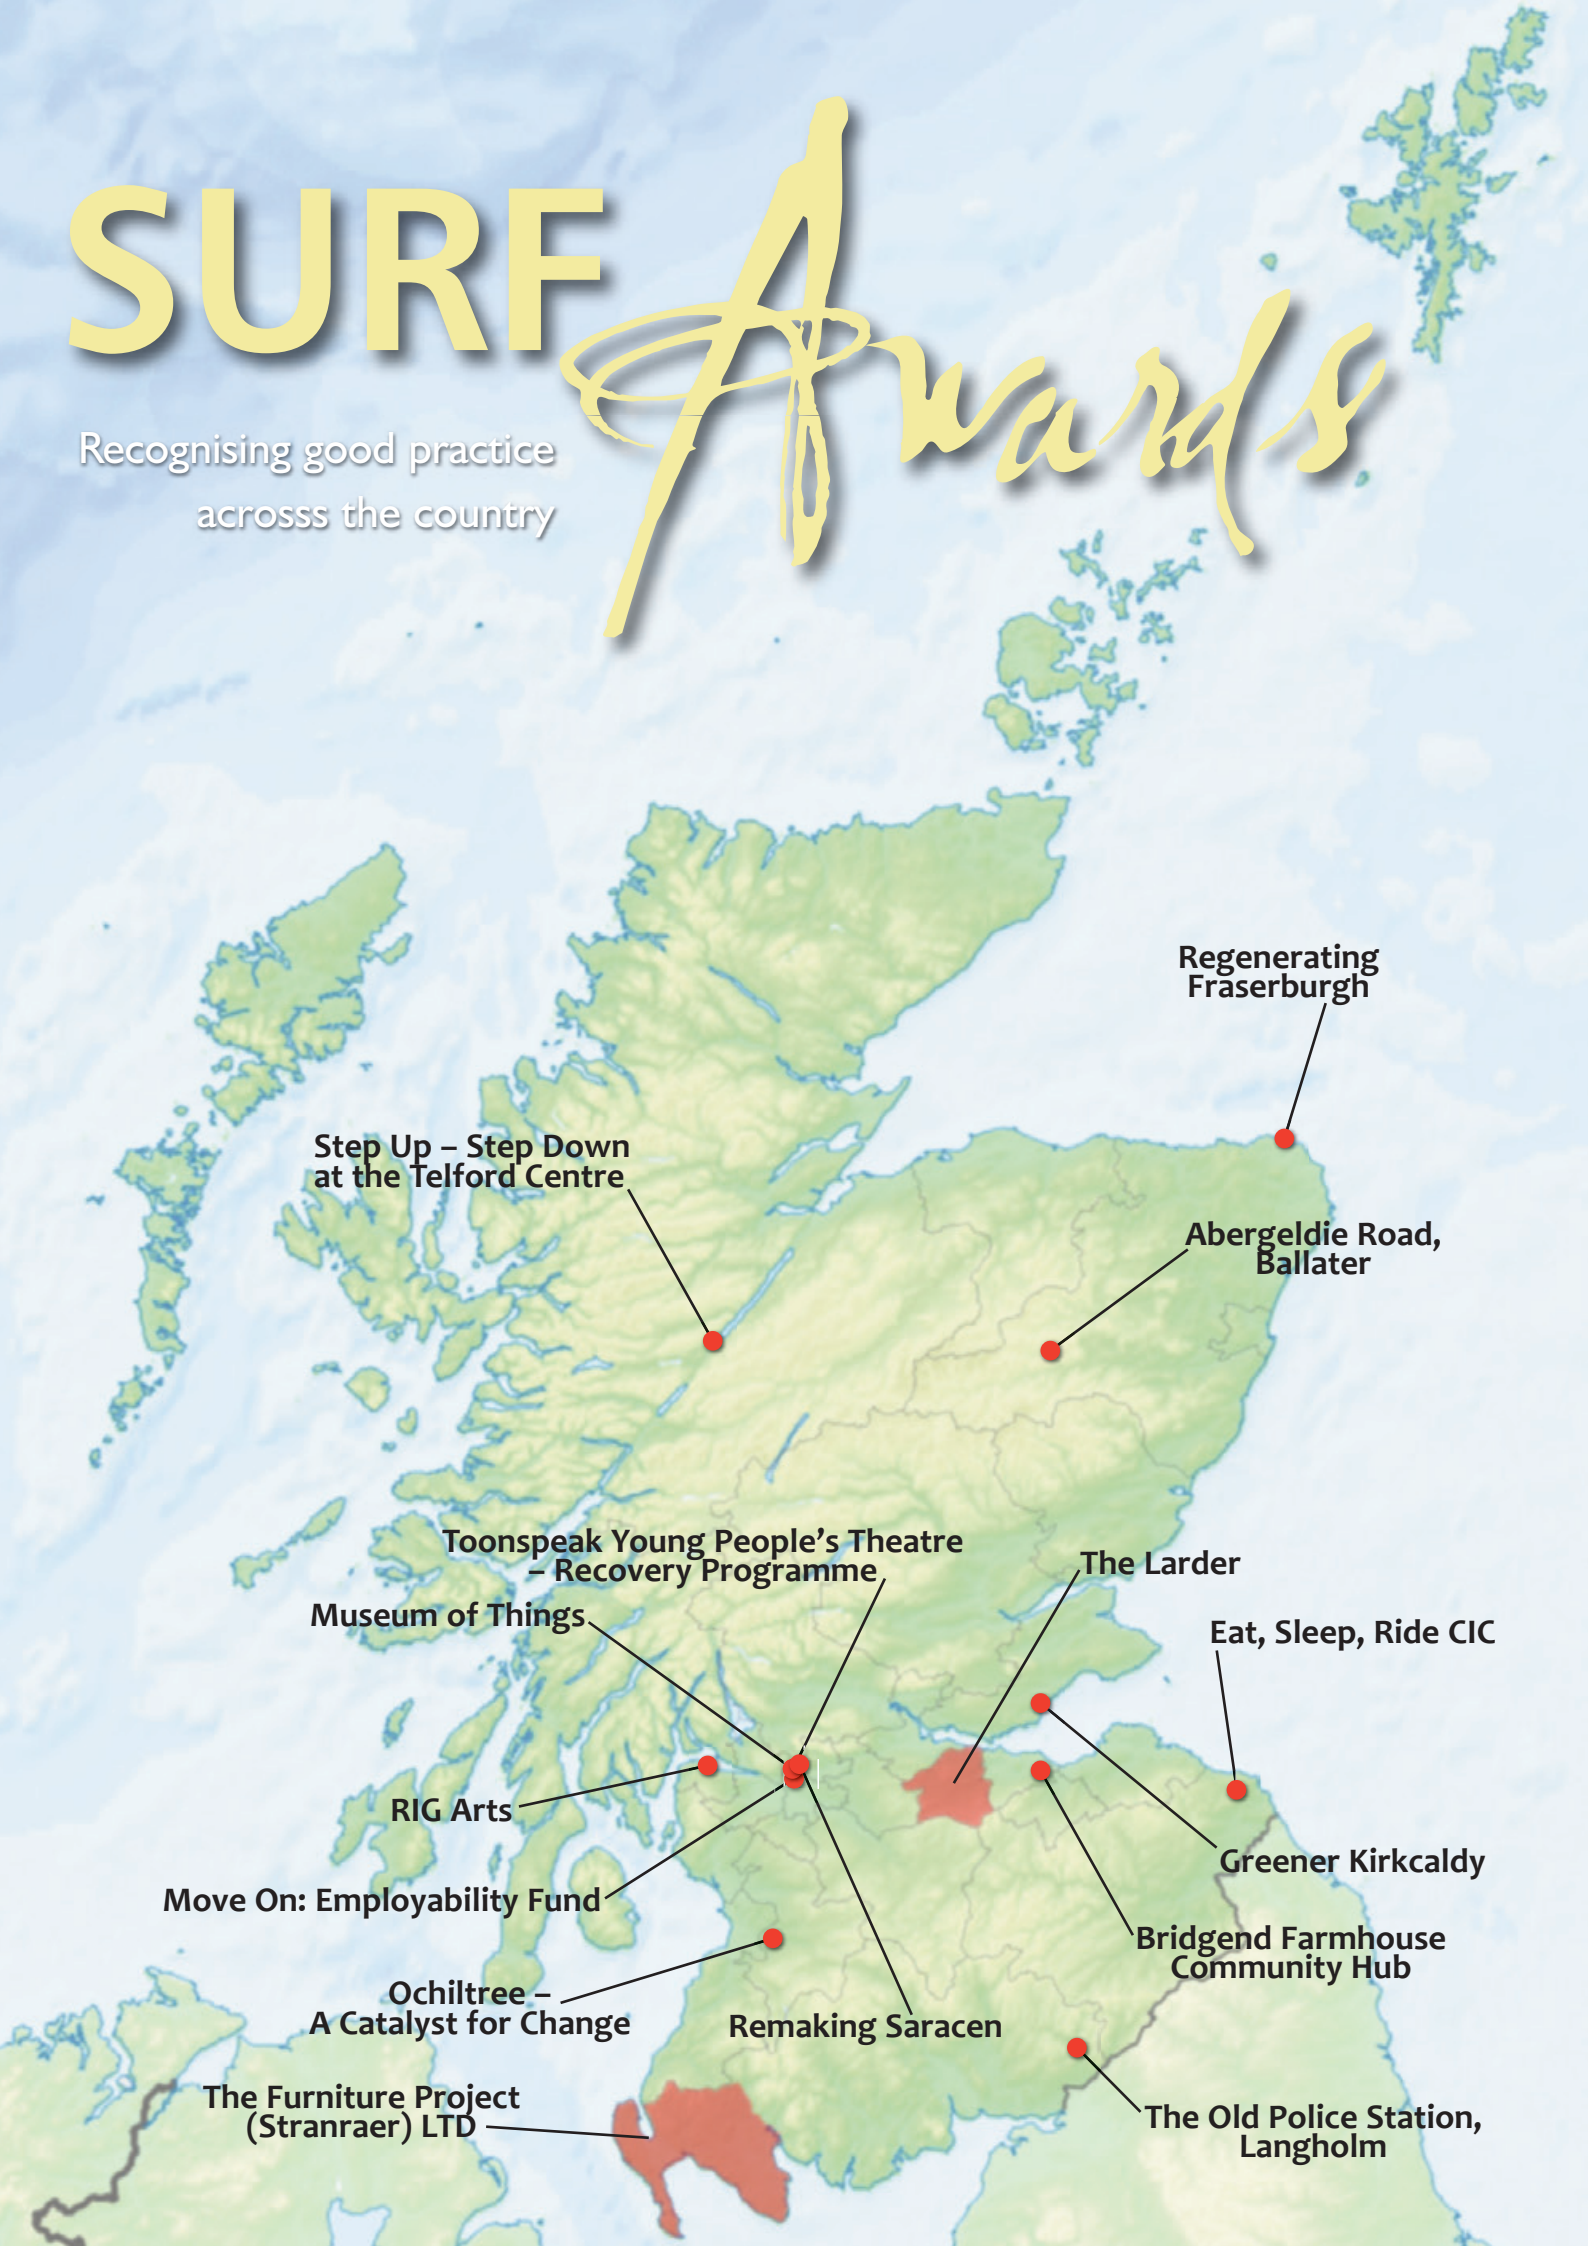 SURF Awards
Recognising good practice
acrosss the country
Regenerating
Fraserburgh
Step Up – Step Down
at the Telford Centre
Abergeldie Road,
Ballater
Toonspeak Young People’s Theatre
– Recovery Programme
The Larder
Museum of Things
Eat, Sleep, Ride CIC
RIG Arts
Greener Kirkcaldy
Move On: Employability Fund
Bridgend Farmhouse
Community Hub
Ochiltree –
A Catalyst for Change
Remaking Saracen
The Furniture Project
(Stranraer) LTD
The Old Police Station,
Langholm